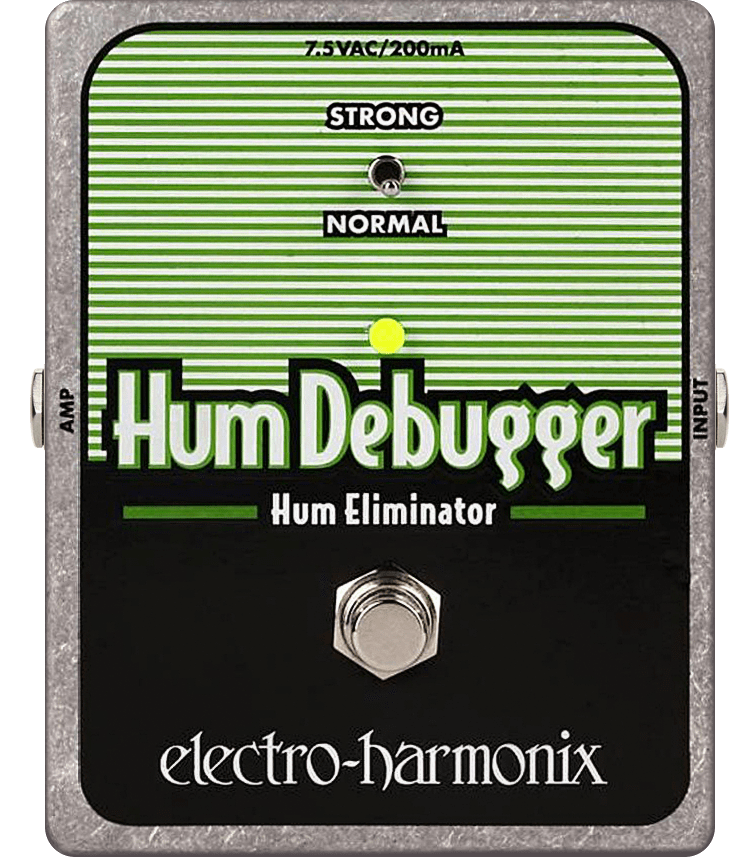 7.5VAC/200mA
STRONG
NORMAL
AMP
INPUT
Hum Debugger
Hum Eliminator
electro-harmonix